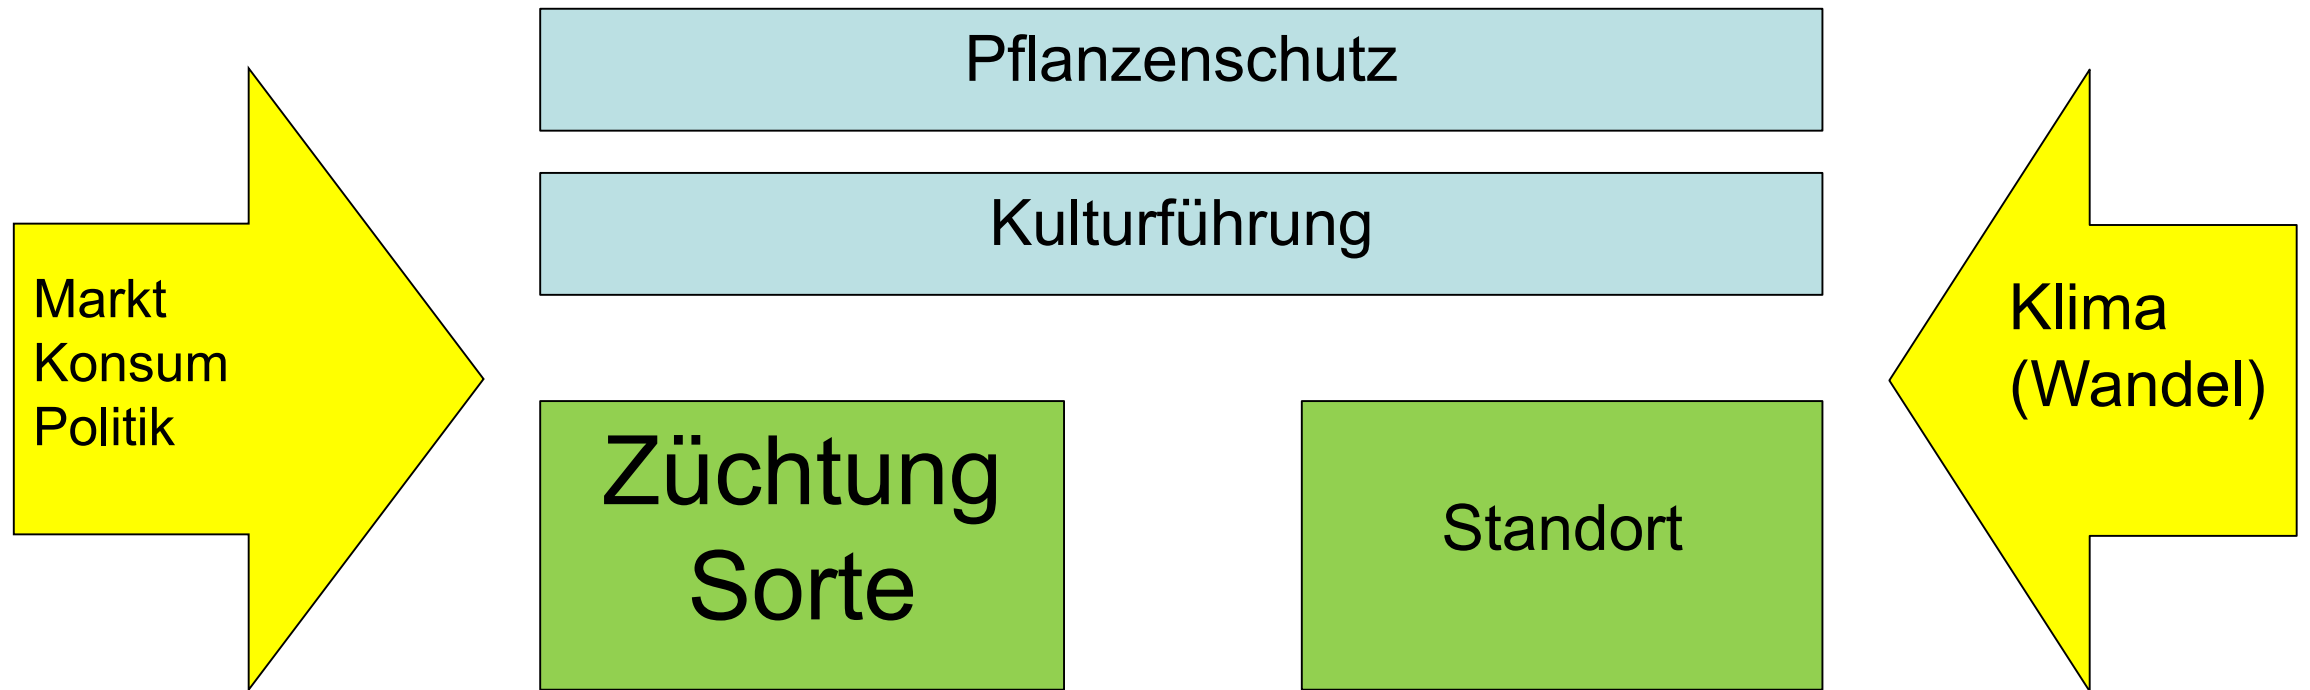 Pflanzenschutz
Kulturführung
Markt
Konsum
Politik
Klima
(Wandel)
Züchtung
Sorte
Standort